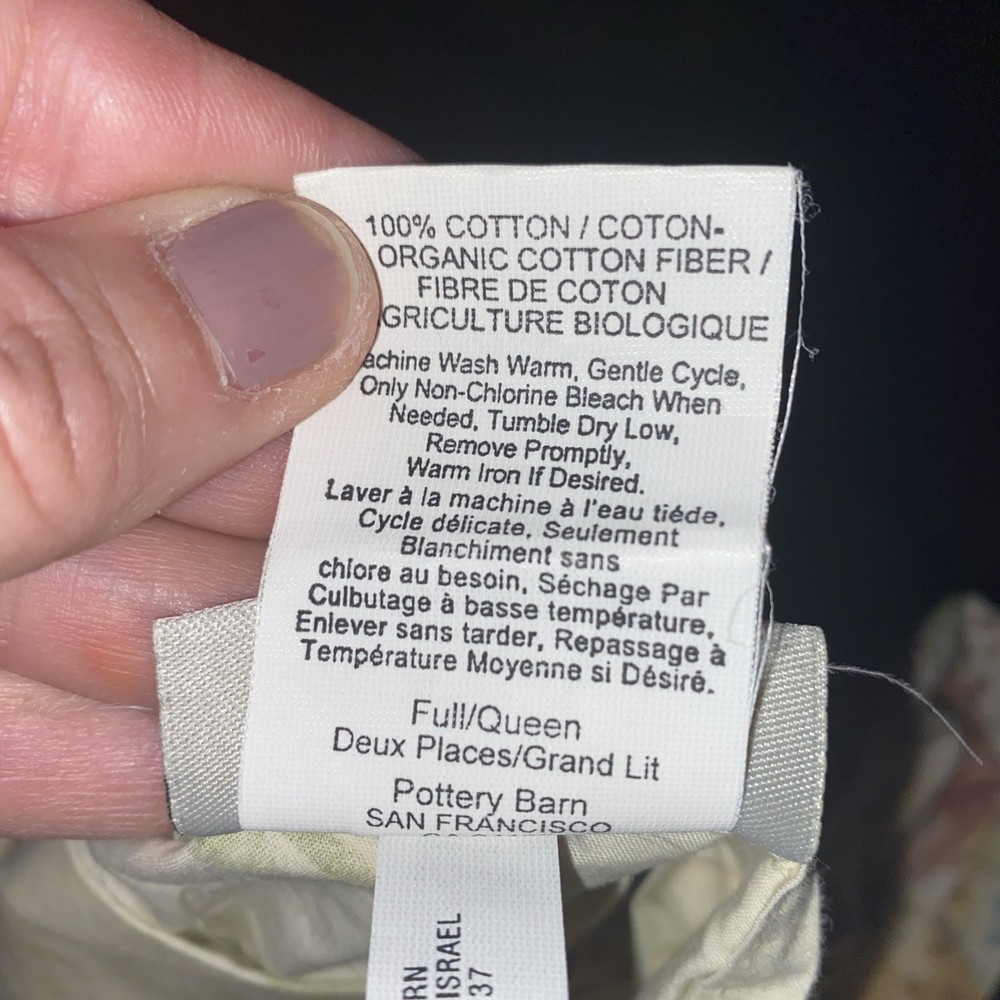 100% COTTON / COTON-
ORGANIC COTTON FIBER /
FIBRE DE COTON
GRICULTURE BIOLOGIQUE
achine Wash Warm, Gentle Cycle,
Only Non-Chlorine Bleach When
Needed, Tumble Dry Low,
Remove Promptly,
Warm Iron If Desired.
Laver à la machine à l'eau tiéde,
Cycle délicate, Seulement
Blanchiment sans
chlore au besoin, Séchage Par
Culbutage à basse température,
Enlever sans tarder, Repassage à
Température Moyenne si Désiré.
Full/Queen
Deux Places/Grand Lit
Pottery Barn
SAN FRANCISCO
RN
ISRAEL
37